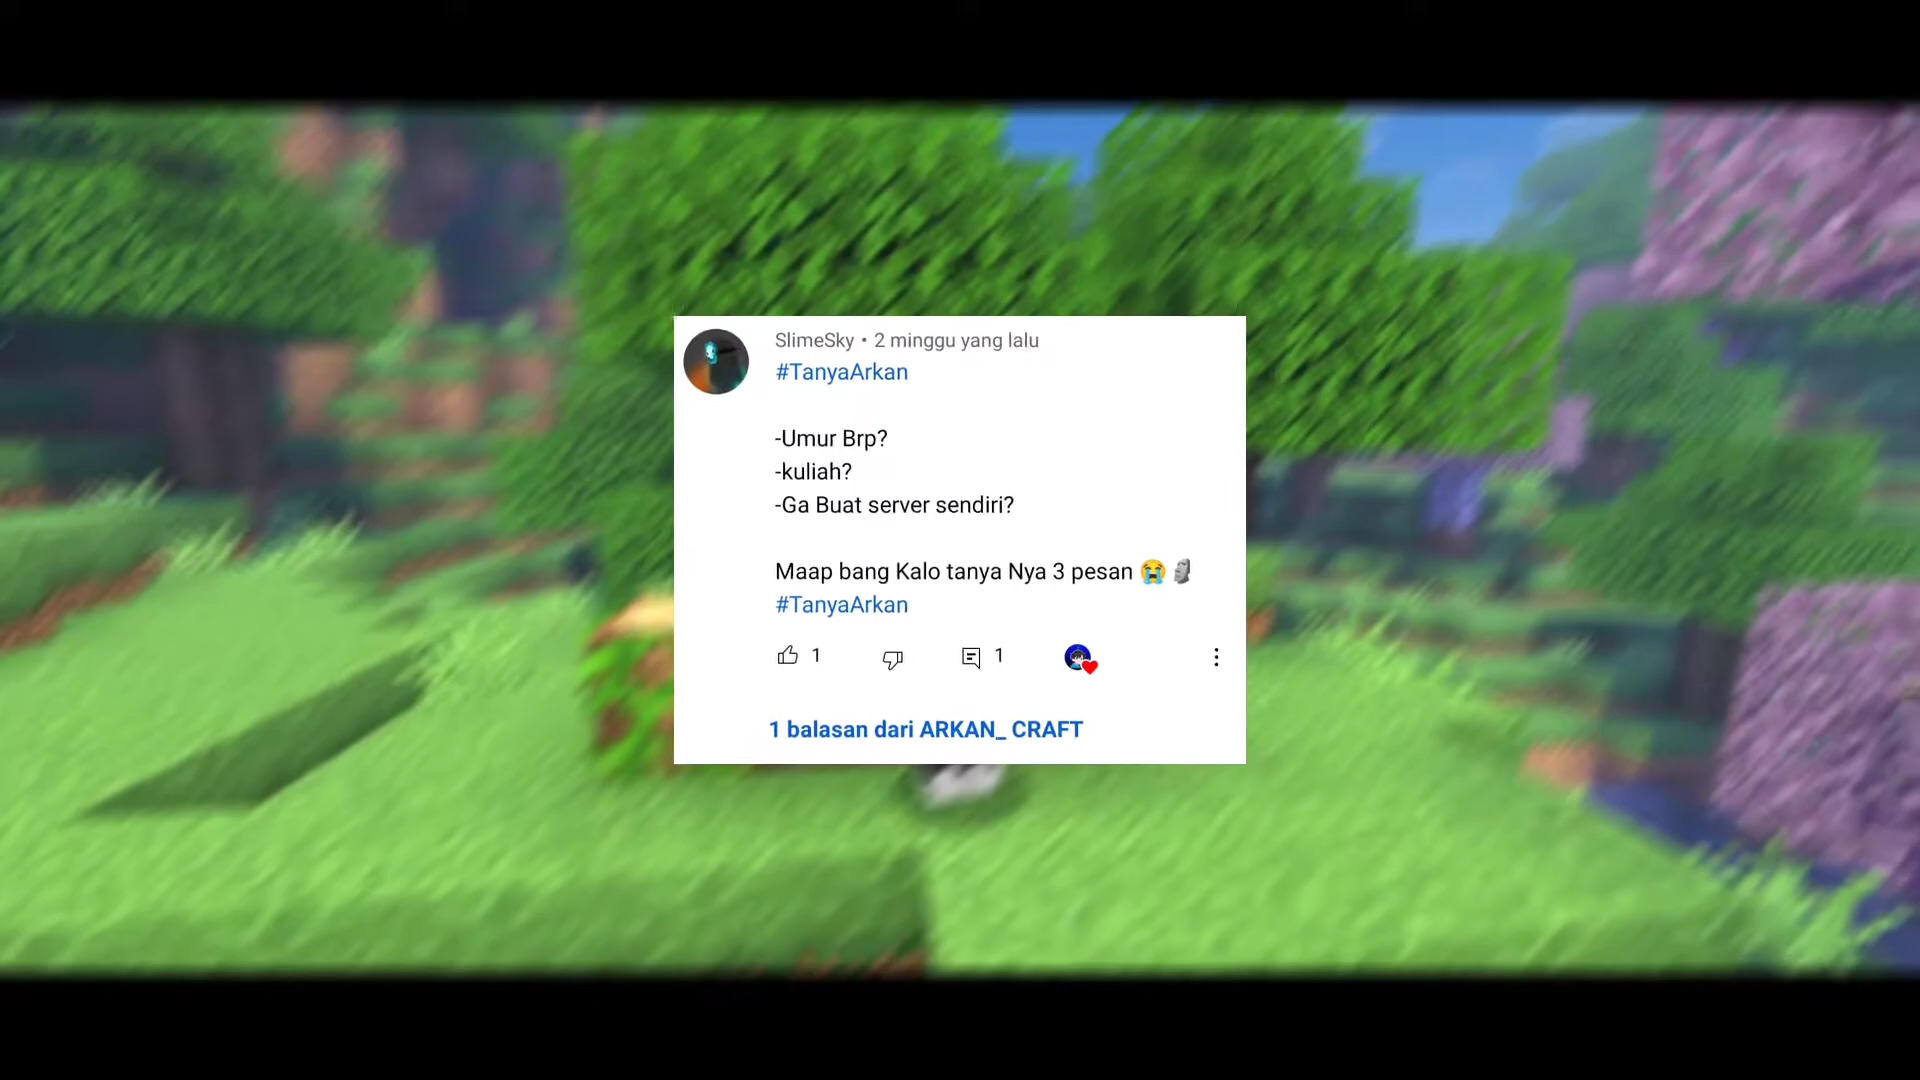 SlimeSky • 2 minggu yang lalu
#TanyaArkan
-Umur Brp?
-kuliah?
-Ga Buat server sendiri?
Maap bang Kalo tanya Nya 3 pesan 😭🗿
#TanyaArkan
1 1
1 balasan dari ARKAN_ CRAFT